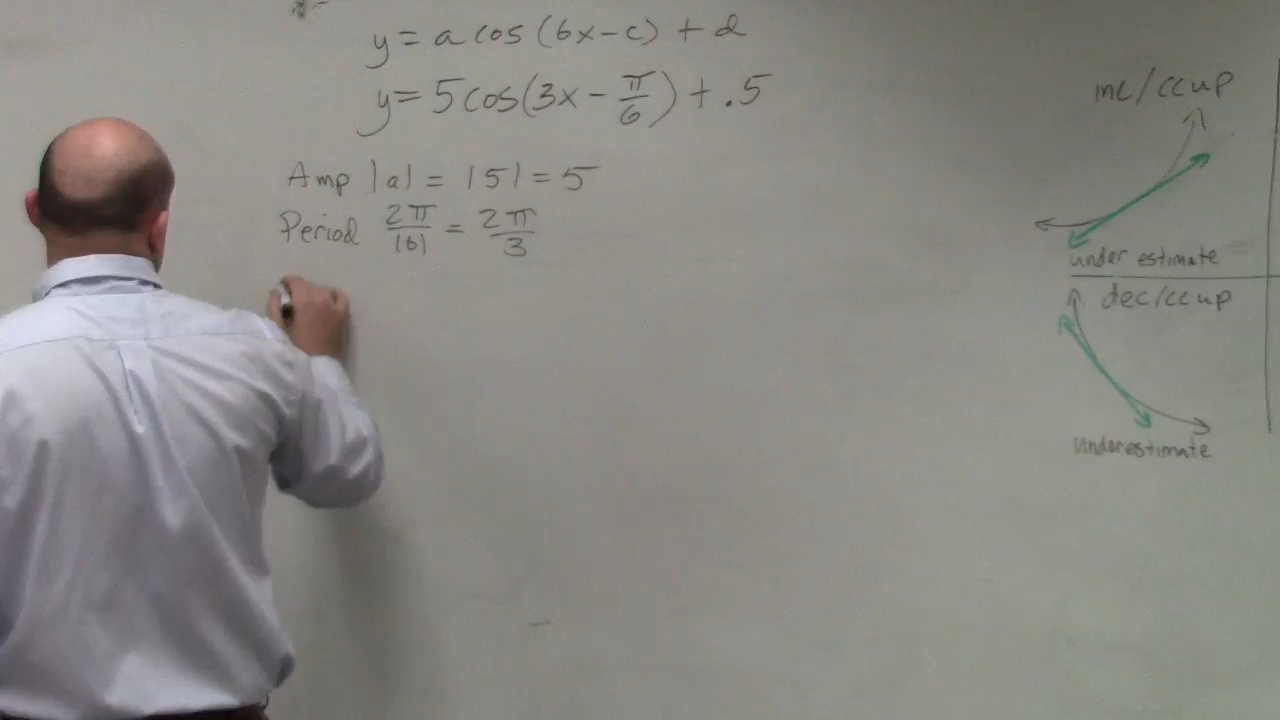 y = a cos (bx - c) + d
y = 5 cos(3x - π/6) + .5
Amp |a| = |5| = 5
Period 2π/|b| = 2π/3
inc/ccup
under estimate
dec/ccup
underestimate